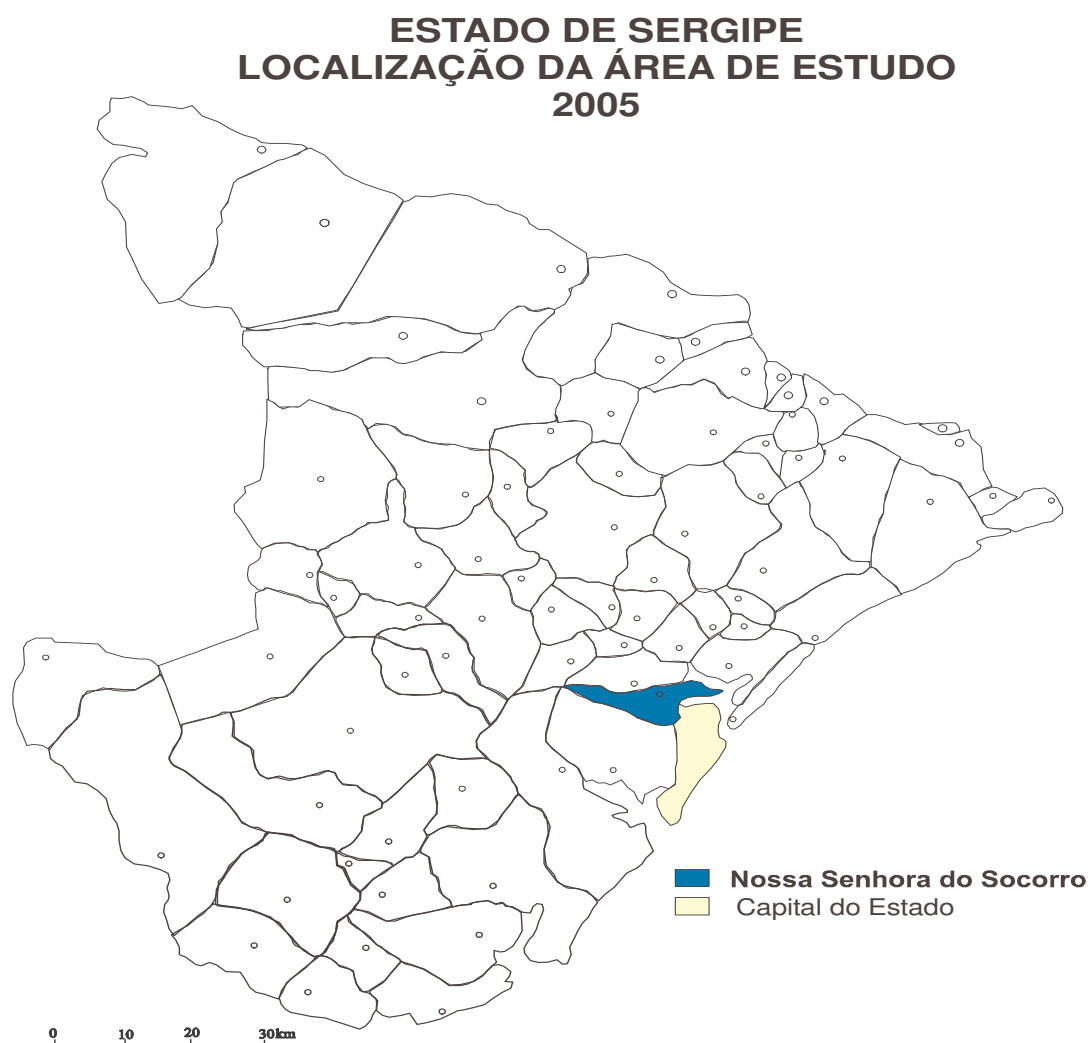 ESTADO DE SERGIPE
LOCALIZAÇÃO DA ÁREA DE ESTUDO
2005
Nossa Senhora do Socorro
Capital do Estado
0 10 20 30km